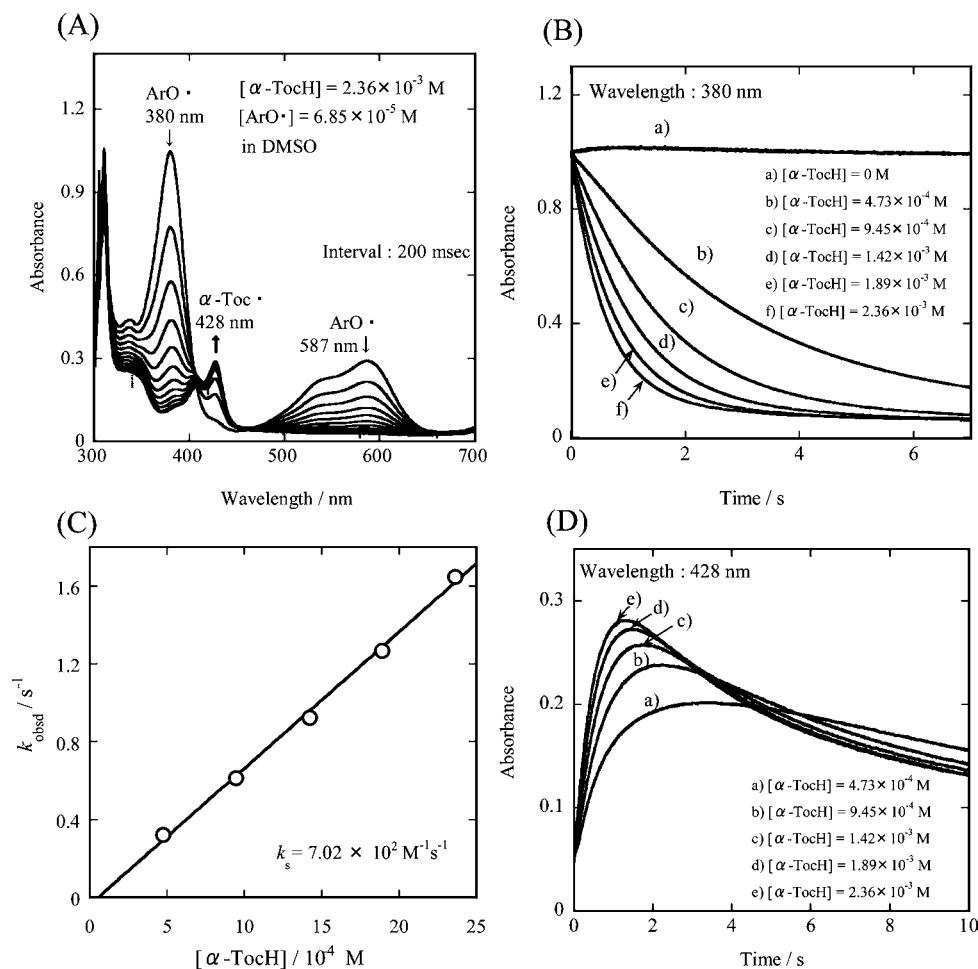 (A)
ArO・
380 nm
[α-TocH] = 2.36×10⁻³ M
[ArO・] = 6.85×10⁻⁵ M
in DMSO
Interval : 200 msec
α-Toc・
428 nm
ArO・
587 nm
Absorbance
1.2
0.9
0.6
0.3
0
300
400
500
600
700
Wavelength / nm
(B)
Wavelength : 380 nm
a)
a) [α-TocH] = 0 M
b) [α-TocH] = 4.73×10⁻⁴ M
c) [α-TocH] = 9.45×10⁻⁴ M
d) [α-TocH] = 1.42×10⁻³ M
e) [α-TocH] = 1.89×10⁻³ M
f) [α-TocH] = 2.36×10⁻³ M
b)
c)
d)
e)
f)
Absorbance
1.2
0.8
0.4
0
0
2
4
6
Time / s
(C)
k obsd / s⁻¹
1.6
1.2
0.8
0.4
0
kₛ = 7.02 × 10² M⁻¹s⁻¹
0
5
10
15
20
25
[α-TocH] / 10⁻⁴ M
(D)
Wavelength : 428 nm
e)
d)
c)
b)
a)
a) [α-TocH] = 4.73×10⁻⁴ M
b) [α-TocH] = 9.45×10⁻⁴ M
c) [α-TocH] = 1.42×10⁻³ M
d) [α-TocH] = 1.89×10⁻³ M
e) [α-TocH] = 2.36×10⁻³ M
Absorbance
0.3
0.2
0.1
0
0
2
4
6
8
10
Time / s